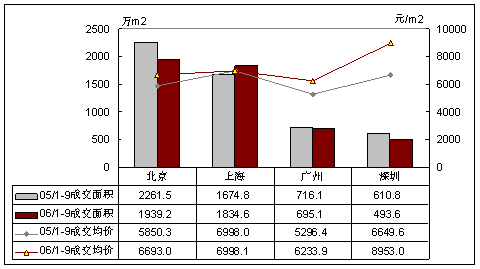 万m2 元/m2
2500 10000
2000 8000
1500 6000
1000 4000
500 2000
0 0
北京 上海 广州 深圳
05/1-9成交面积 2261.5 1674.8 716.1 610.8
06/1-9成交面积 1939.2 1834.6 695.1 493.6
05/1-9成交均价 5850.3 6998.0 5296.4 6649.6
06/1-9成交均价 6693.0 6998.1 6233.9 8953.0